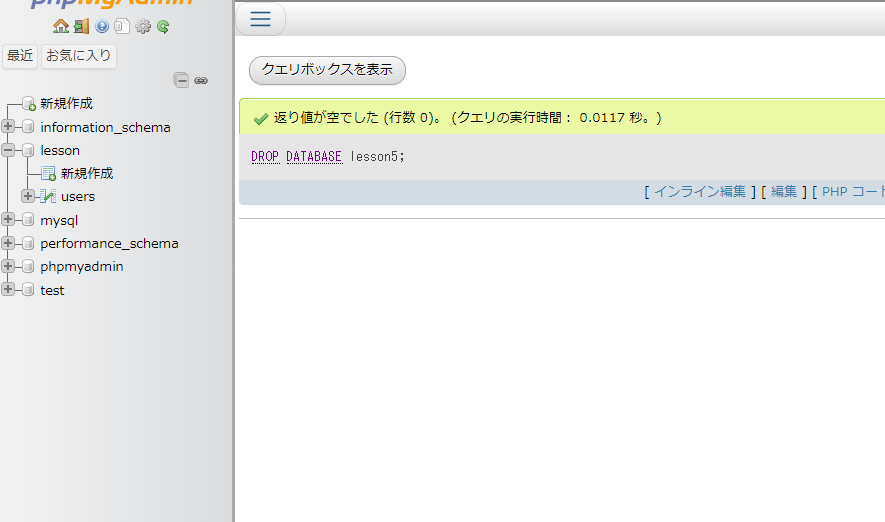 phpMyAdmin
最近 お気に入り
新規作成
information_schema
lesson
新規作成
users
mysql
performance_schema
phpmyadmin
test
クエリボックスを表示
返り値が空でした (行数 0)。 (クエリの実行時間： 0.0117 秒。)
DROP DATABASE lesson5;
[ インライン編集 ] [ 編集 ] [ PHP コー